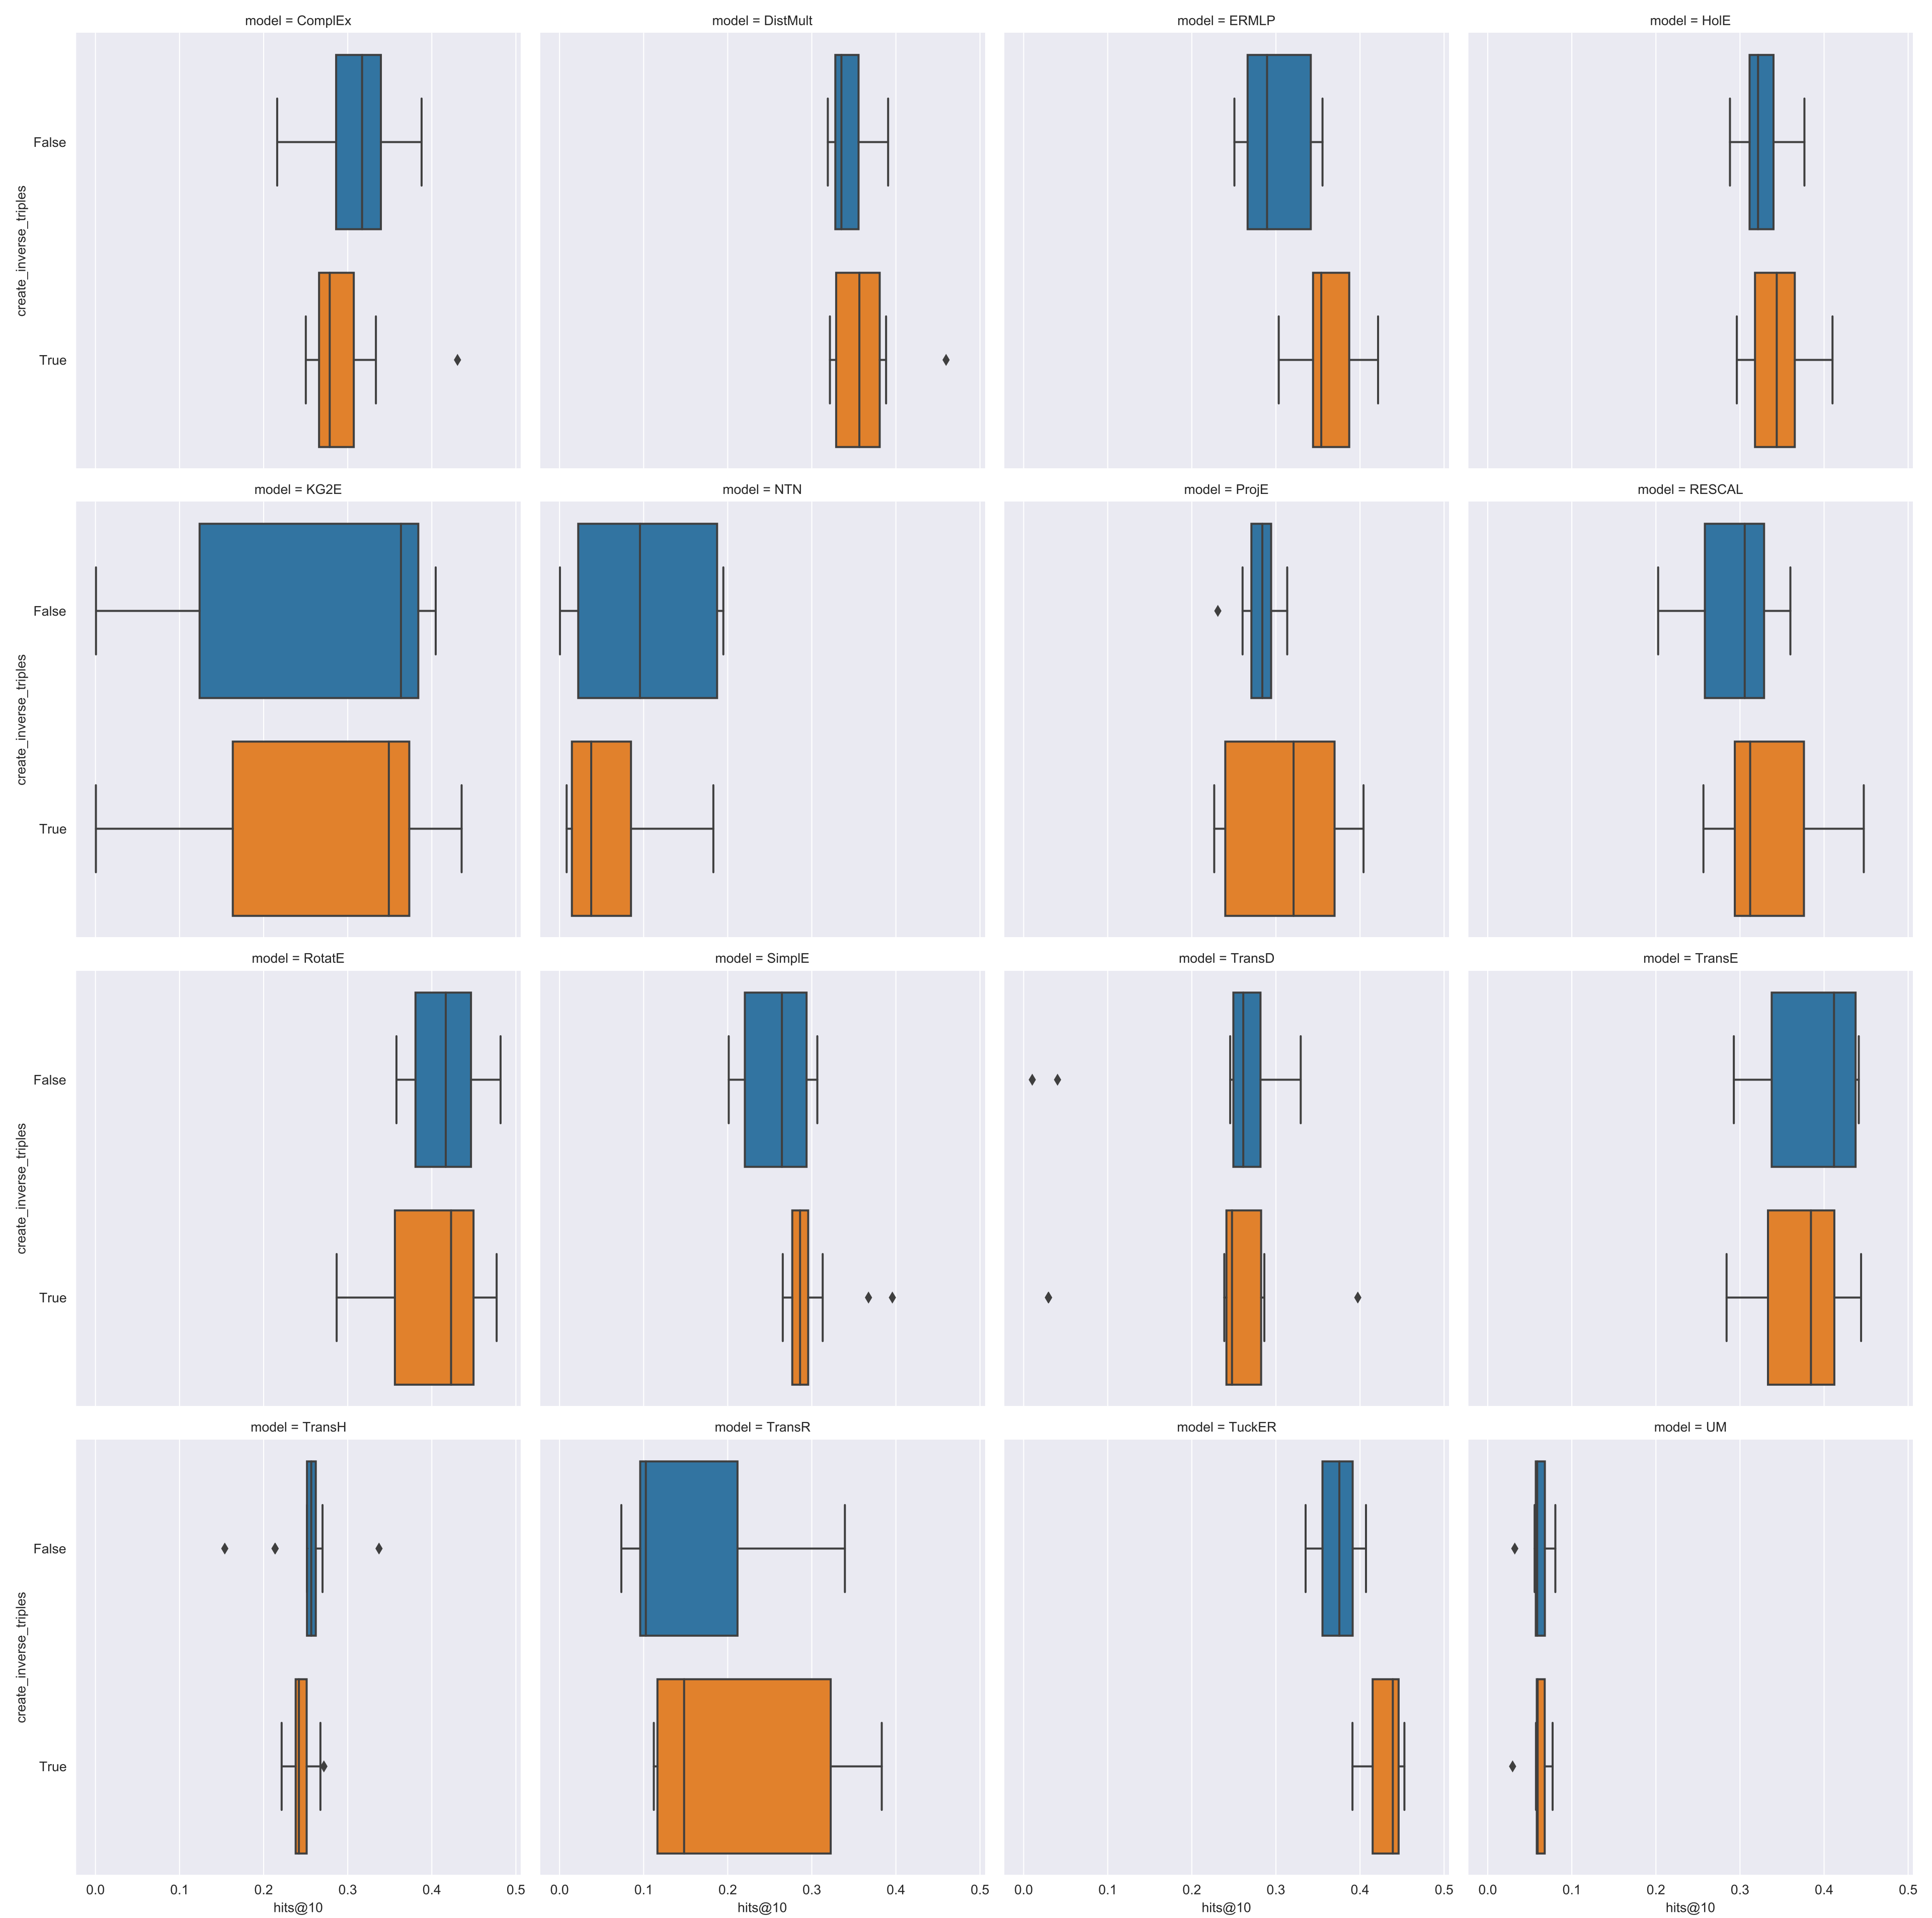 model = ComplEx
model = DistMult
model = ERMLP
model = HolE
create_inverse_triples
False
True
model = KG2E
model = NTN
model = ProjE
model = RESCAL
create_inverse_triples
False
True
model = RotatE
model = SimplE
model = TransD
model = TransE
create_inverse_triples
False
True
model = TransH
model = TransR
model = TuckER
model = UM
create_inverse_triples
False
True
0.0 0.1 0.2 0.3 0.4 0.5
hits@10
0.0 0.1 0.2 0.3 0.4 0.5
hits@10
0.0 0.1 0.2 0.3 0.4 0.5
hits@10
0.0 0.1 0.2 0.3 0.4 0.5
hits@10